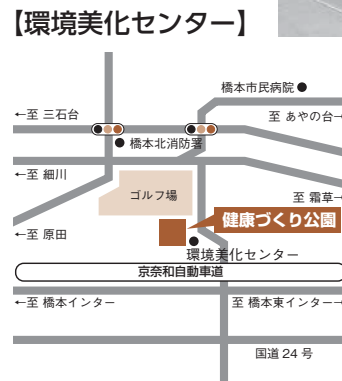 【環境美化センター】
橋本市民病院
←至 三石台
至 あやの台→
橋本北消防署
←至 細川
ゴルフ場
至 霜草→
健康づくり公園
←至 原田
環境美化センター
京奈和自動車道
←至 橋本インター
至 橋本東インター→
国道 24 号